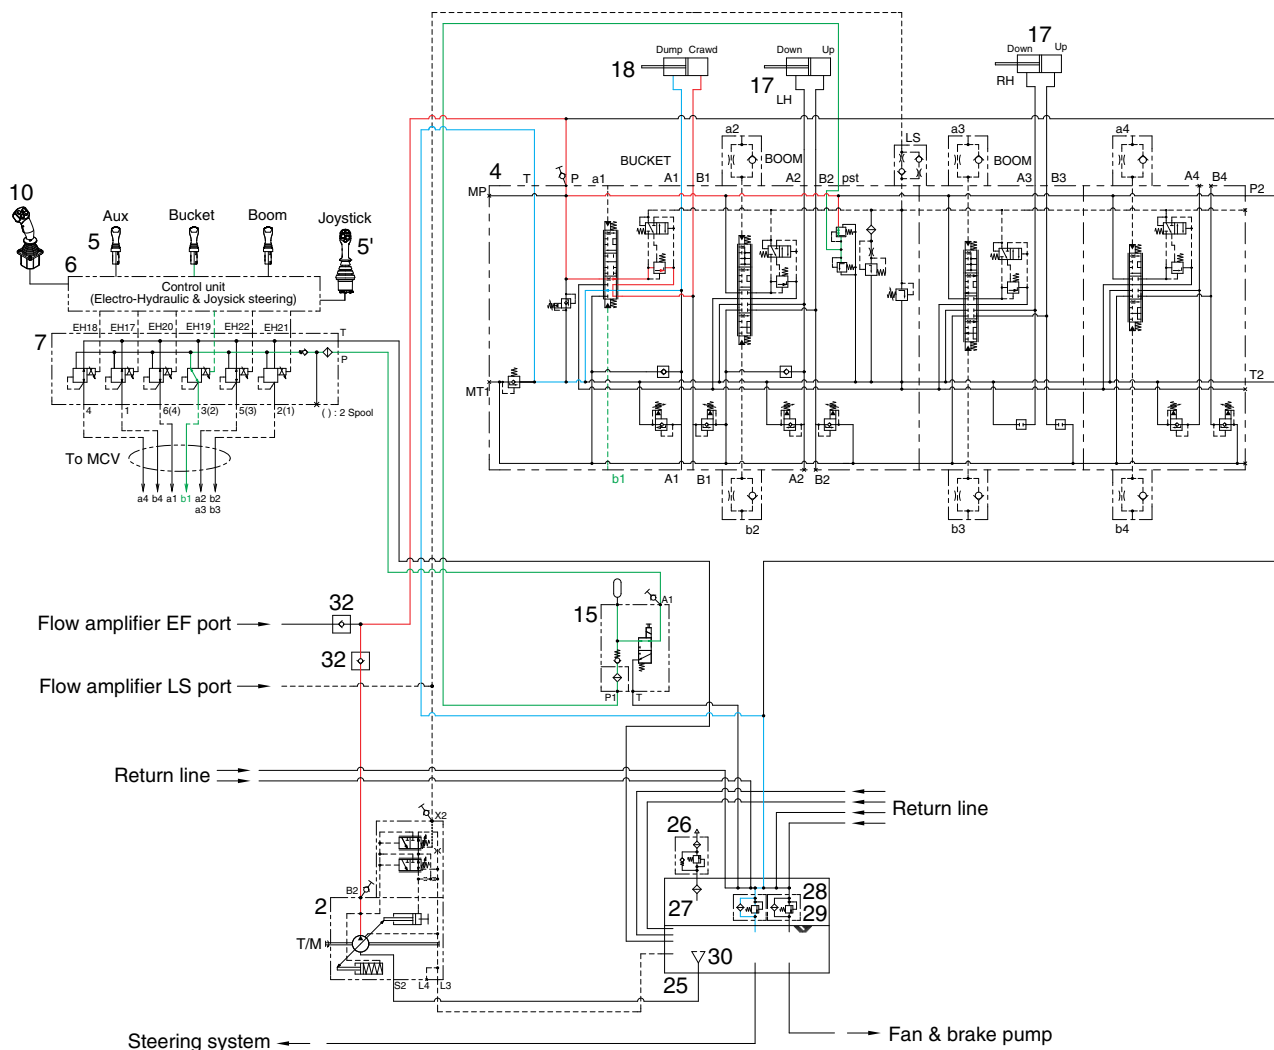 17
Dump Crawd
Down Up
Down Up
18
17
RH
LH
a2
LS
a3
a4
BUCKET
BOOM
BOOM
4
T
P
a1
A1
B1
A2
B2
pst
A3
B3
A4
B4
MP
P2
10
Aux
Bucket
Boom
Joystick
5
5'
6
Control unit
(Electro-Hydraulic & Joysick steering)
EH18
EH17
EH20
EH19
EH22
EH21
T
7
P
MT1
T2
4
1
6(4)
3(2)
5(3)
2(1)
( ) : 2 Spool
To MCV
b1
A1
B1
A2
B2
a4
b4
a1
b1
a2
a3
b2
b3
b2
b3
b4
32
15
A1
Flow amplifier EF port
32
Flow amplifier LS port
P1
T
Return line
Return line
X2
26
B2
2
27
28
29
T/M
30
S2
L4
L3
25
Steering system
Fan & brake pump